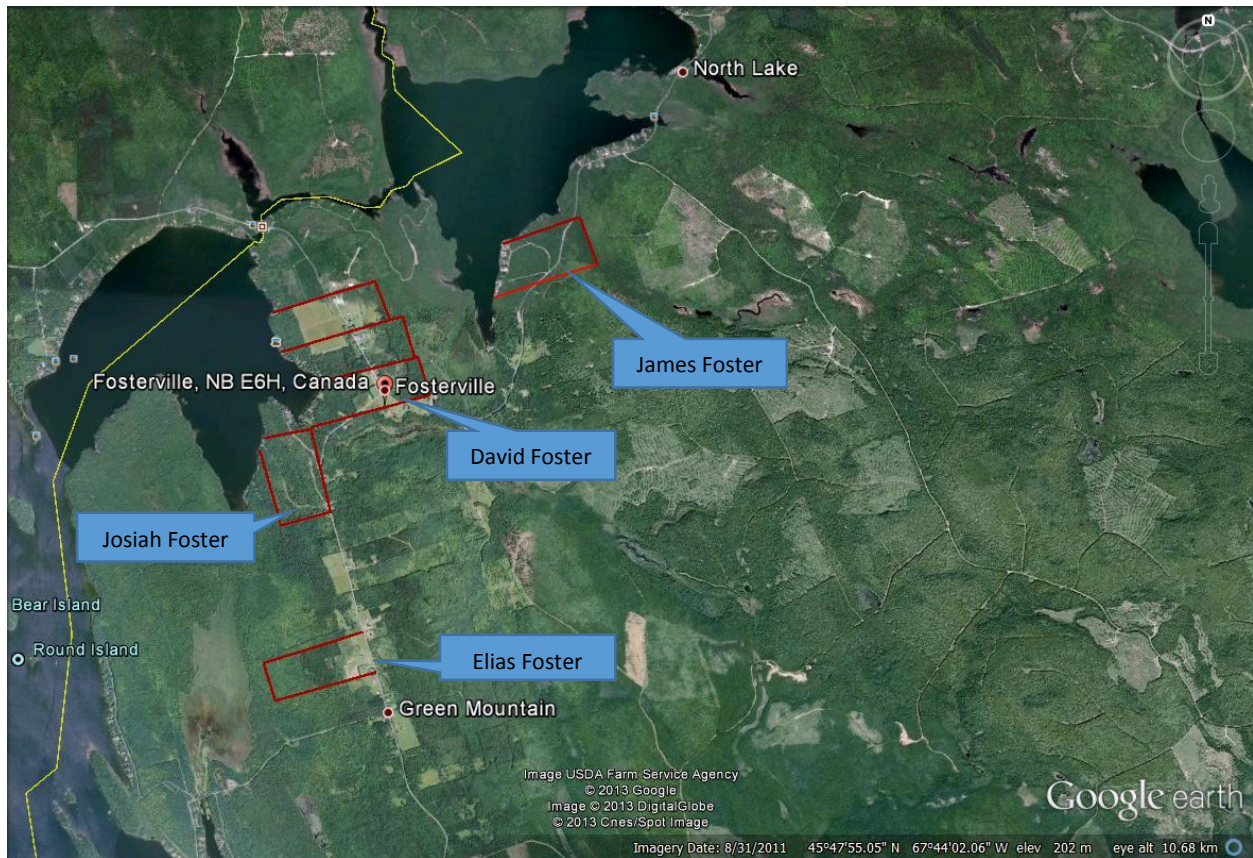 N
North Lake
James Foster
Fosterville, NB E6H, Canada
Fosterville
David Foster
Josiah Foster
Bear Island
Round Island
Elias Foster
Green Mountain
Image USDA Farm Service Agency
© 2013 Google
Image © 2013 DigitalGlobe
© 2013 Cnes/Spot Image
Google earth
Imagery Date: 8/31/2011 45°47'55.05" N 67°44'02.06" W elev 202 m eye alt 10.68 km